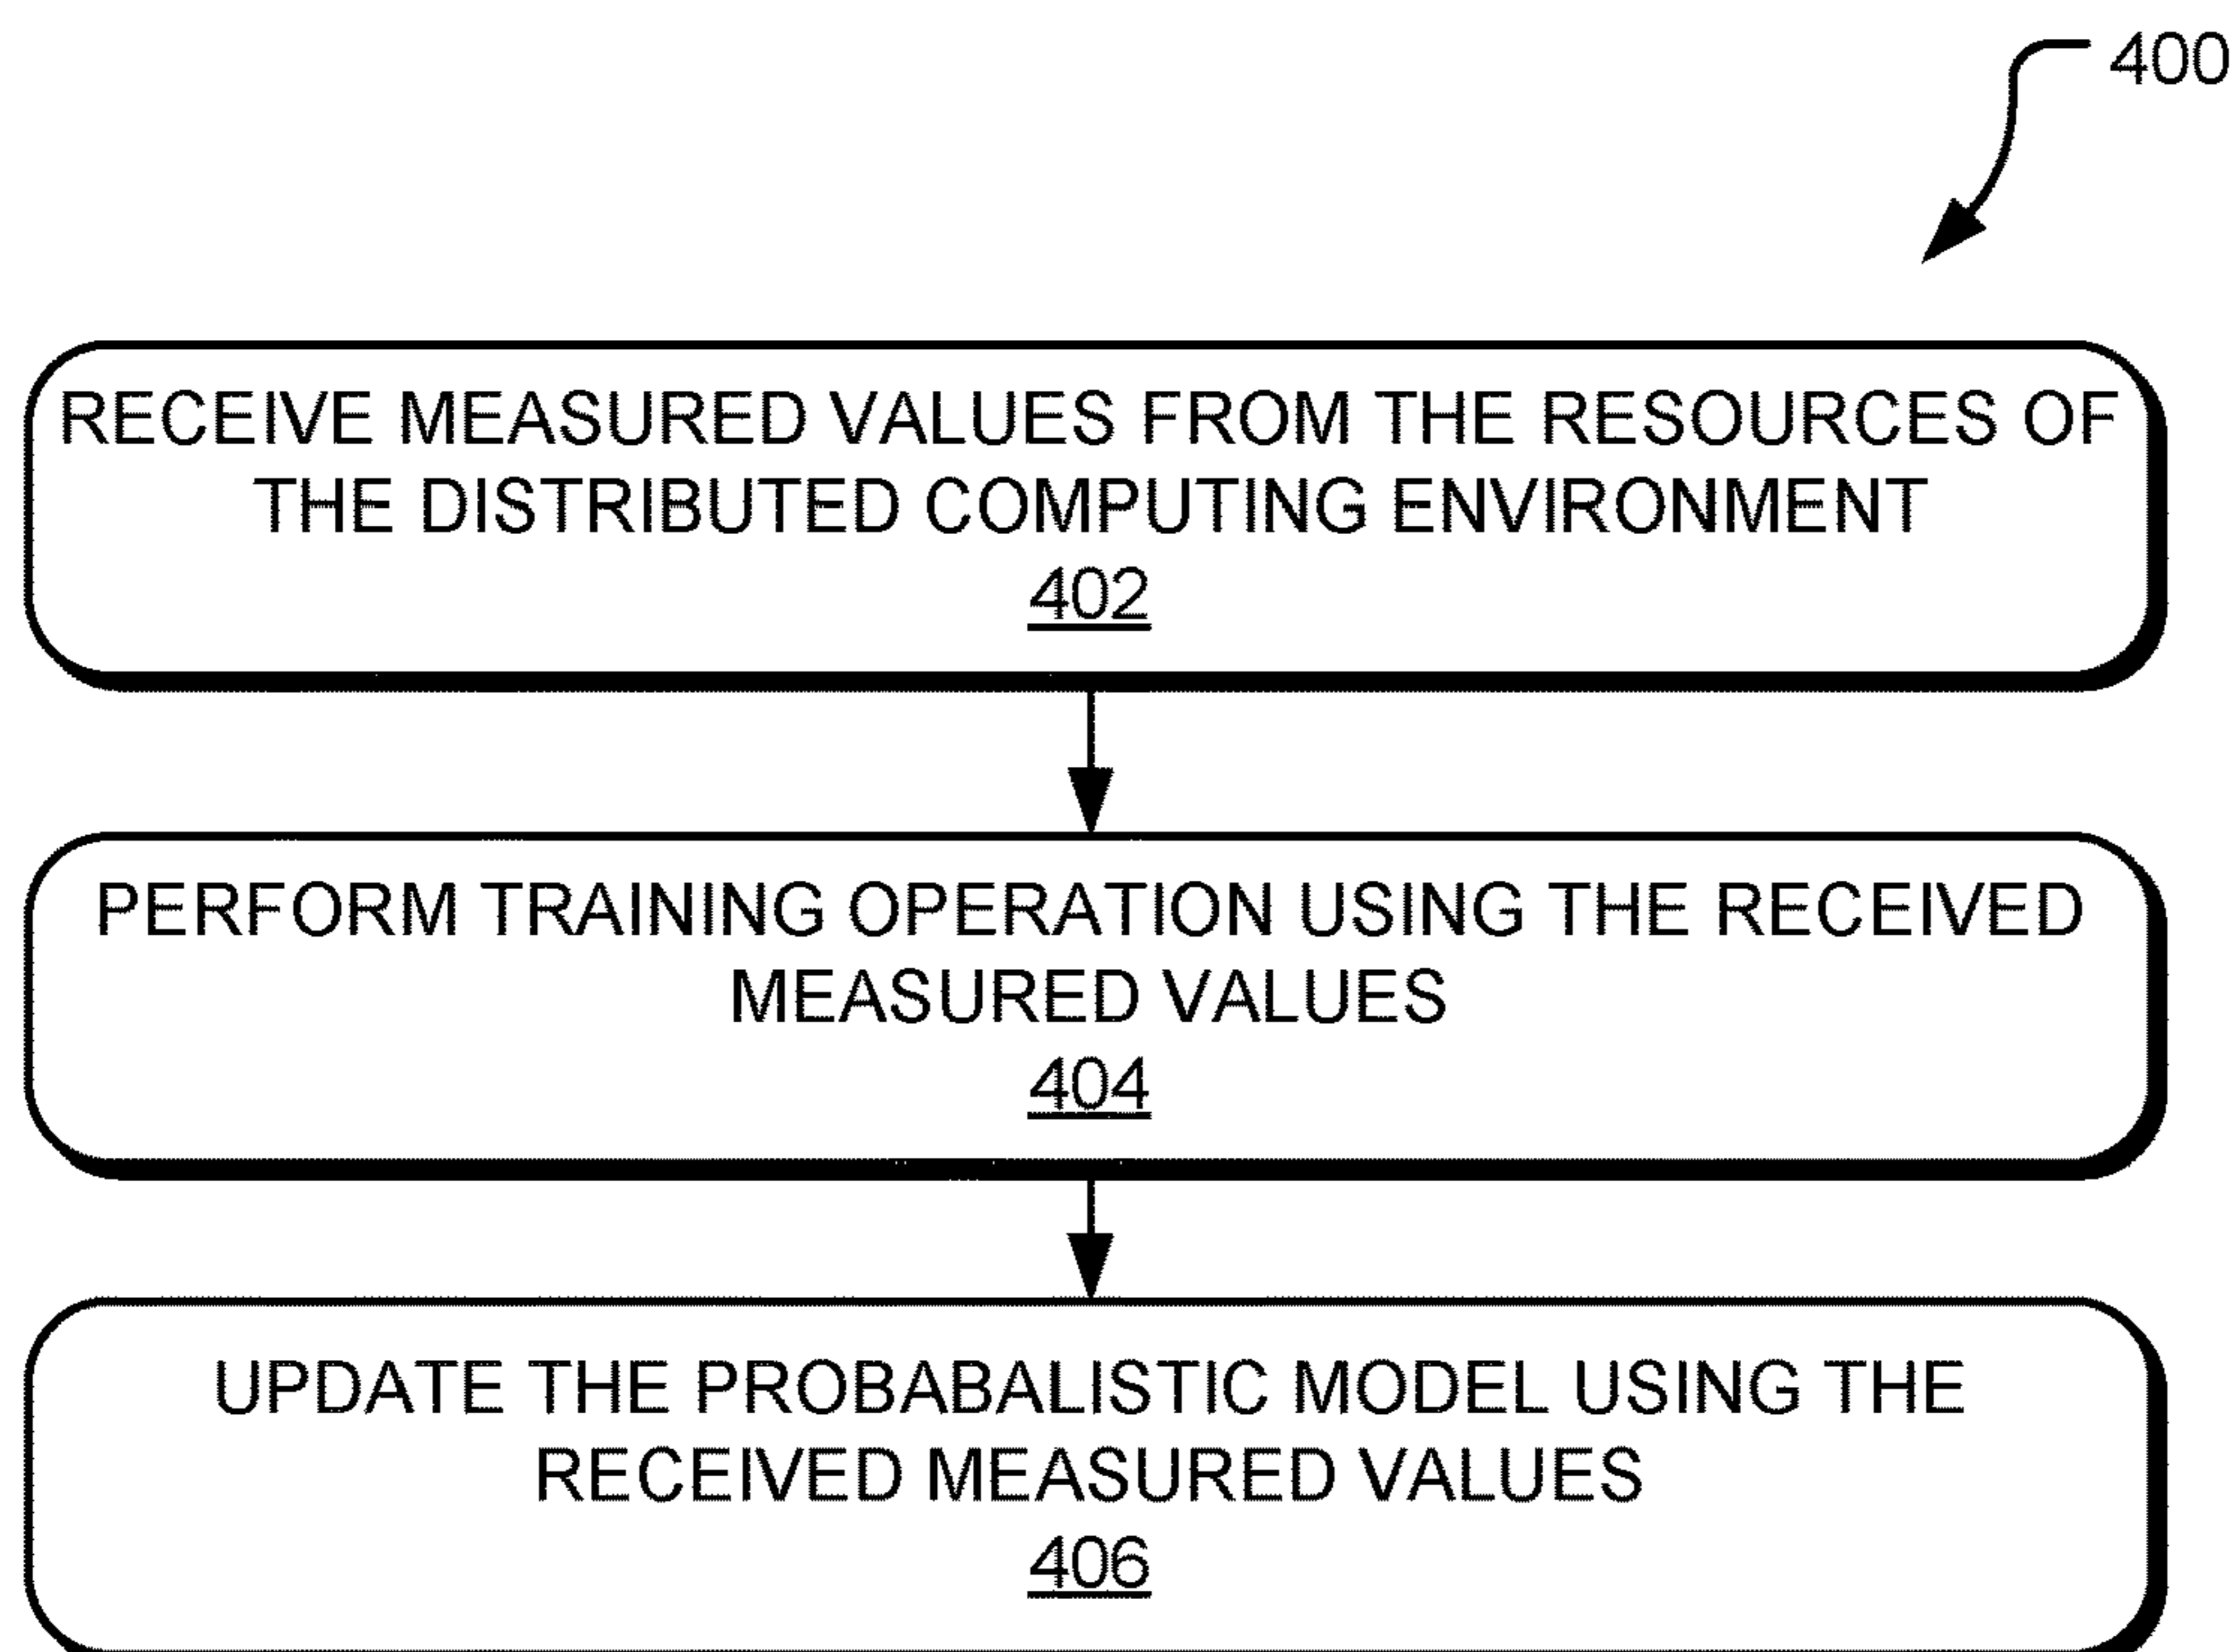 400
RECEIVE MEASURED VALUES FROM THE RESOURCES OF
THE DISTRIBUTED COMPUTING ENVIRONMENT
402
PERFORM TRAINING OPERATION USING THE RECEIVED
MEASURED VALUES
404
UPDATE THE PROBABALISTIC MODEL USING THE
RECEIVED MEASURED VALUES
406